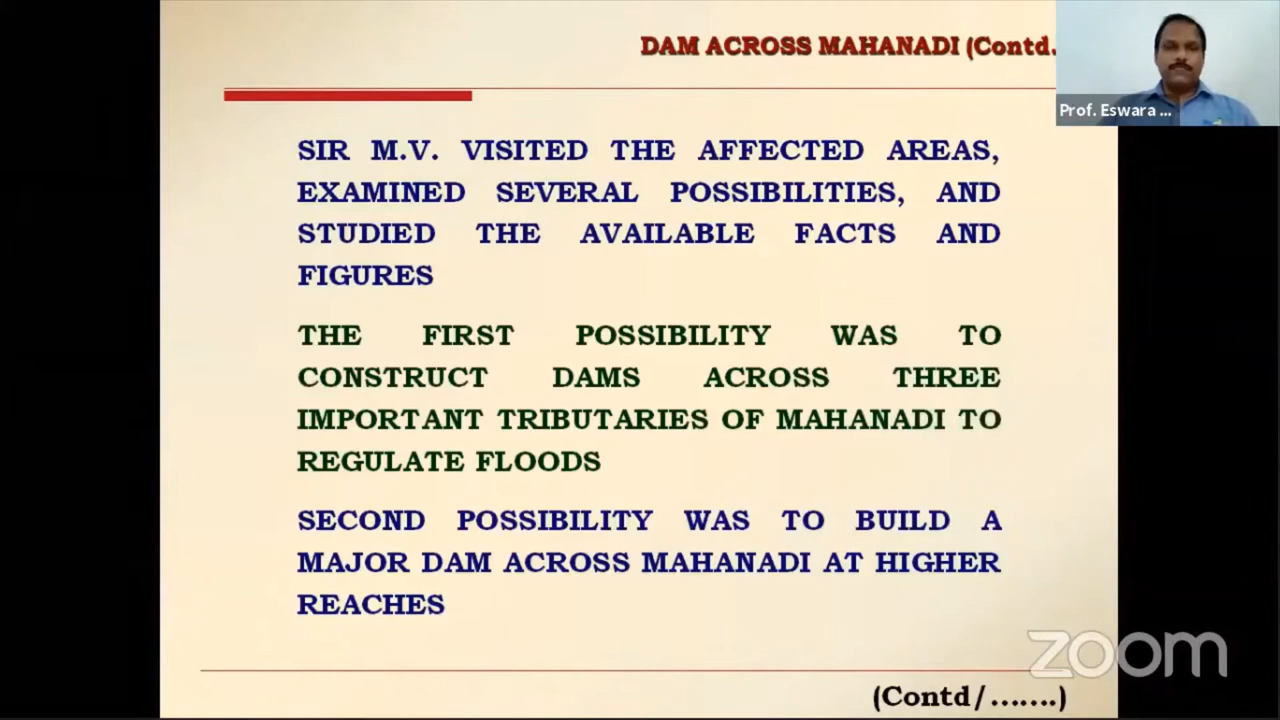 DAM ACROSS MAHANADI (Contd.
Prof. Eswara ...
SIR M.V. VISITED THE AFFECTED AREAS,
EXAMINED SEVERAL POSSIBILITIES, AND
STUDIED THE AVAILABLE FACTS AND
FIGURES
THE FIRST POSSIBILITY WAS TO
CONSTRUCT DAMS ACROSS THREE
IMPORTANT TRIBUTARIES OF MAHANADI TO
REGULATE FLOODS
SECOND POSSIBILITY WAS TO BUILD A
MAJOR DAM ACROSS MAHANADI AT HIGHER
REACHES
zoom
(Contd/.......)